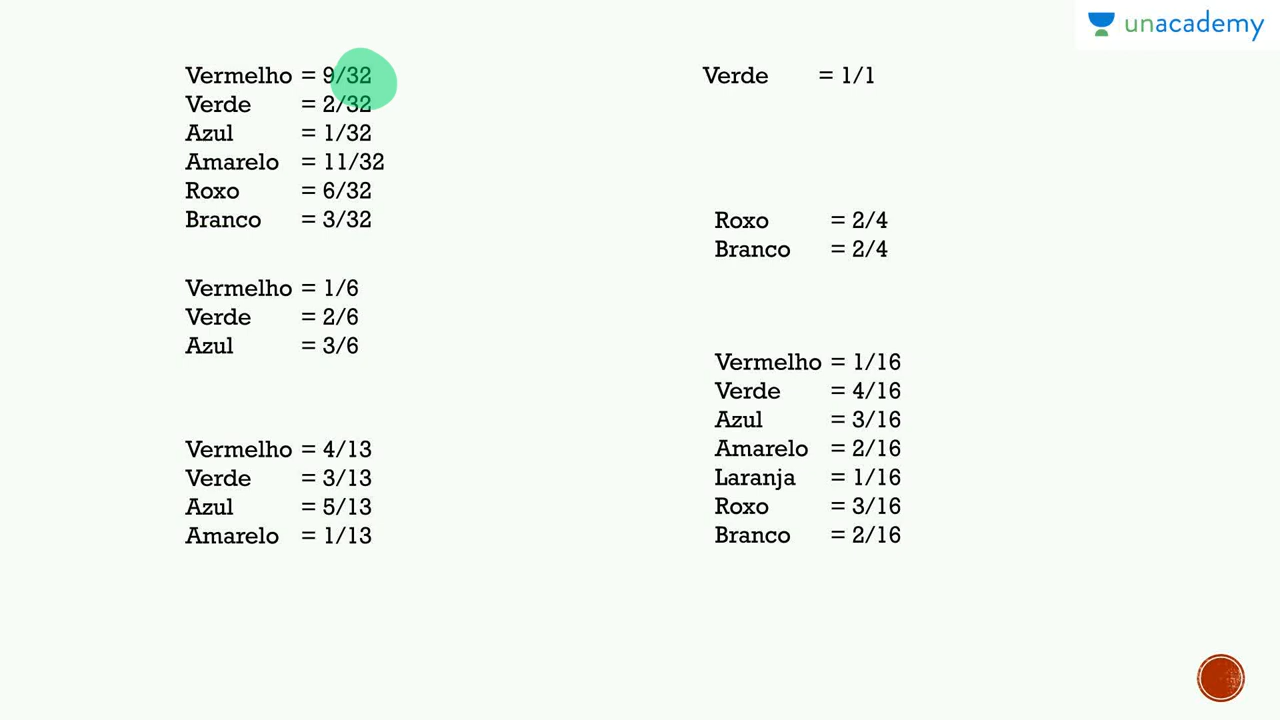 unacademy
Vermelho = 9/32
Verde = 2/32
Azul = 1/32
Amarelo = 11/32
Roxo = 6/32
Branco = 3/32
Vermelho = 1/6
Verde = 2/6
Azul = 3/6
Vermelho = 4/13
Verde = 3/13
Azul = 5/13
Amarelo = 1/13
Verde = 1/1
Roxo = 2/4
Branco = 2/4
Vermelho = 1/16
Verde = 4/16
Azul = 3/16
Amarelo = 2/16
Laranja = 1/16
Roxo = 3/16
Branco = 2/16